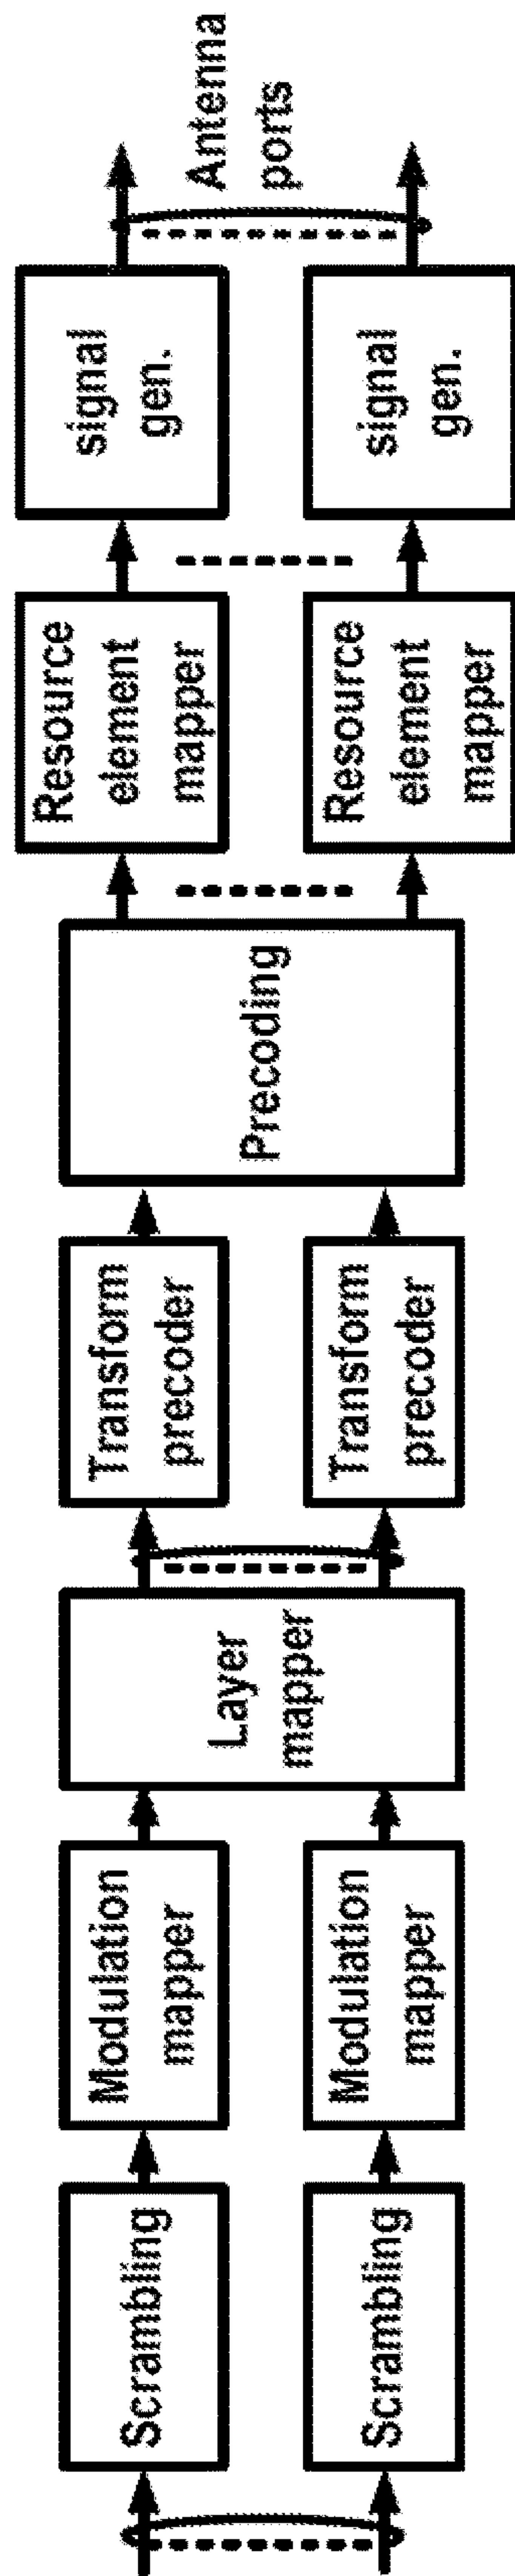 Scrambling
Modulation
mapper
Layer
mapper
Transform
precoder
Precoding
Resource
element
mapper
signal
gen.
Antenna
ports
Scrambling
Modulation
mapper
Transform
precoder
Resource
element
mapper
signal
gen.